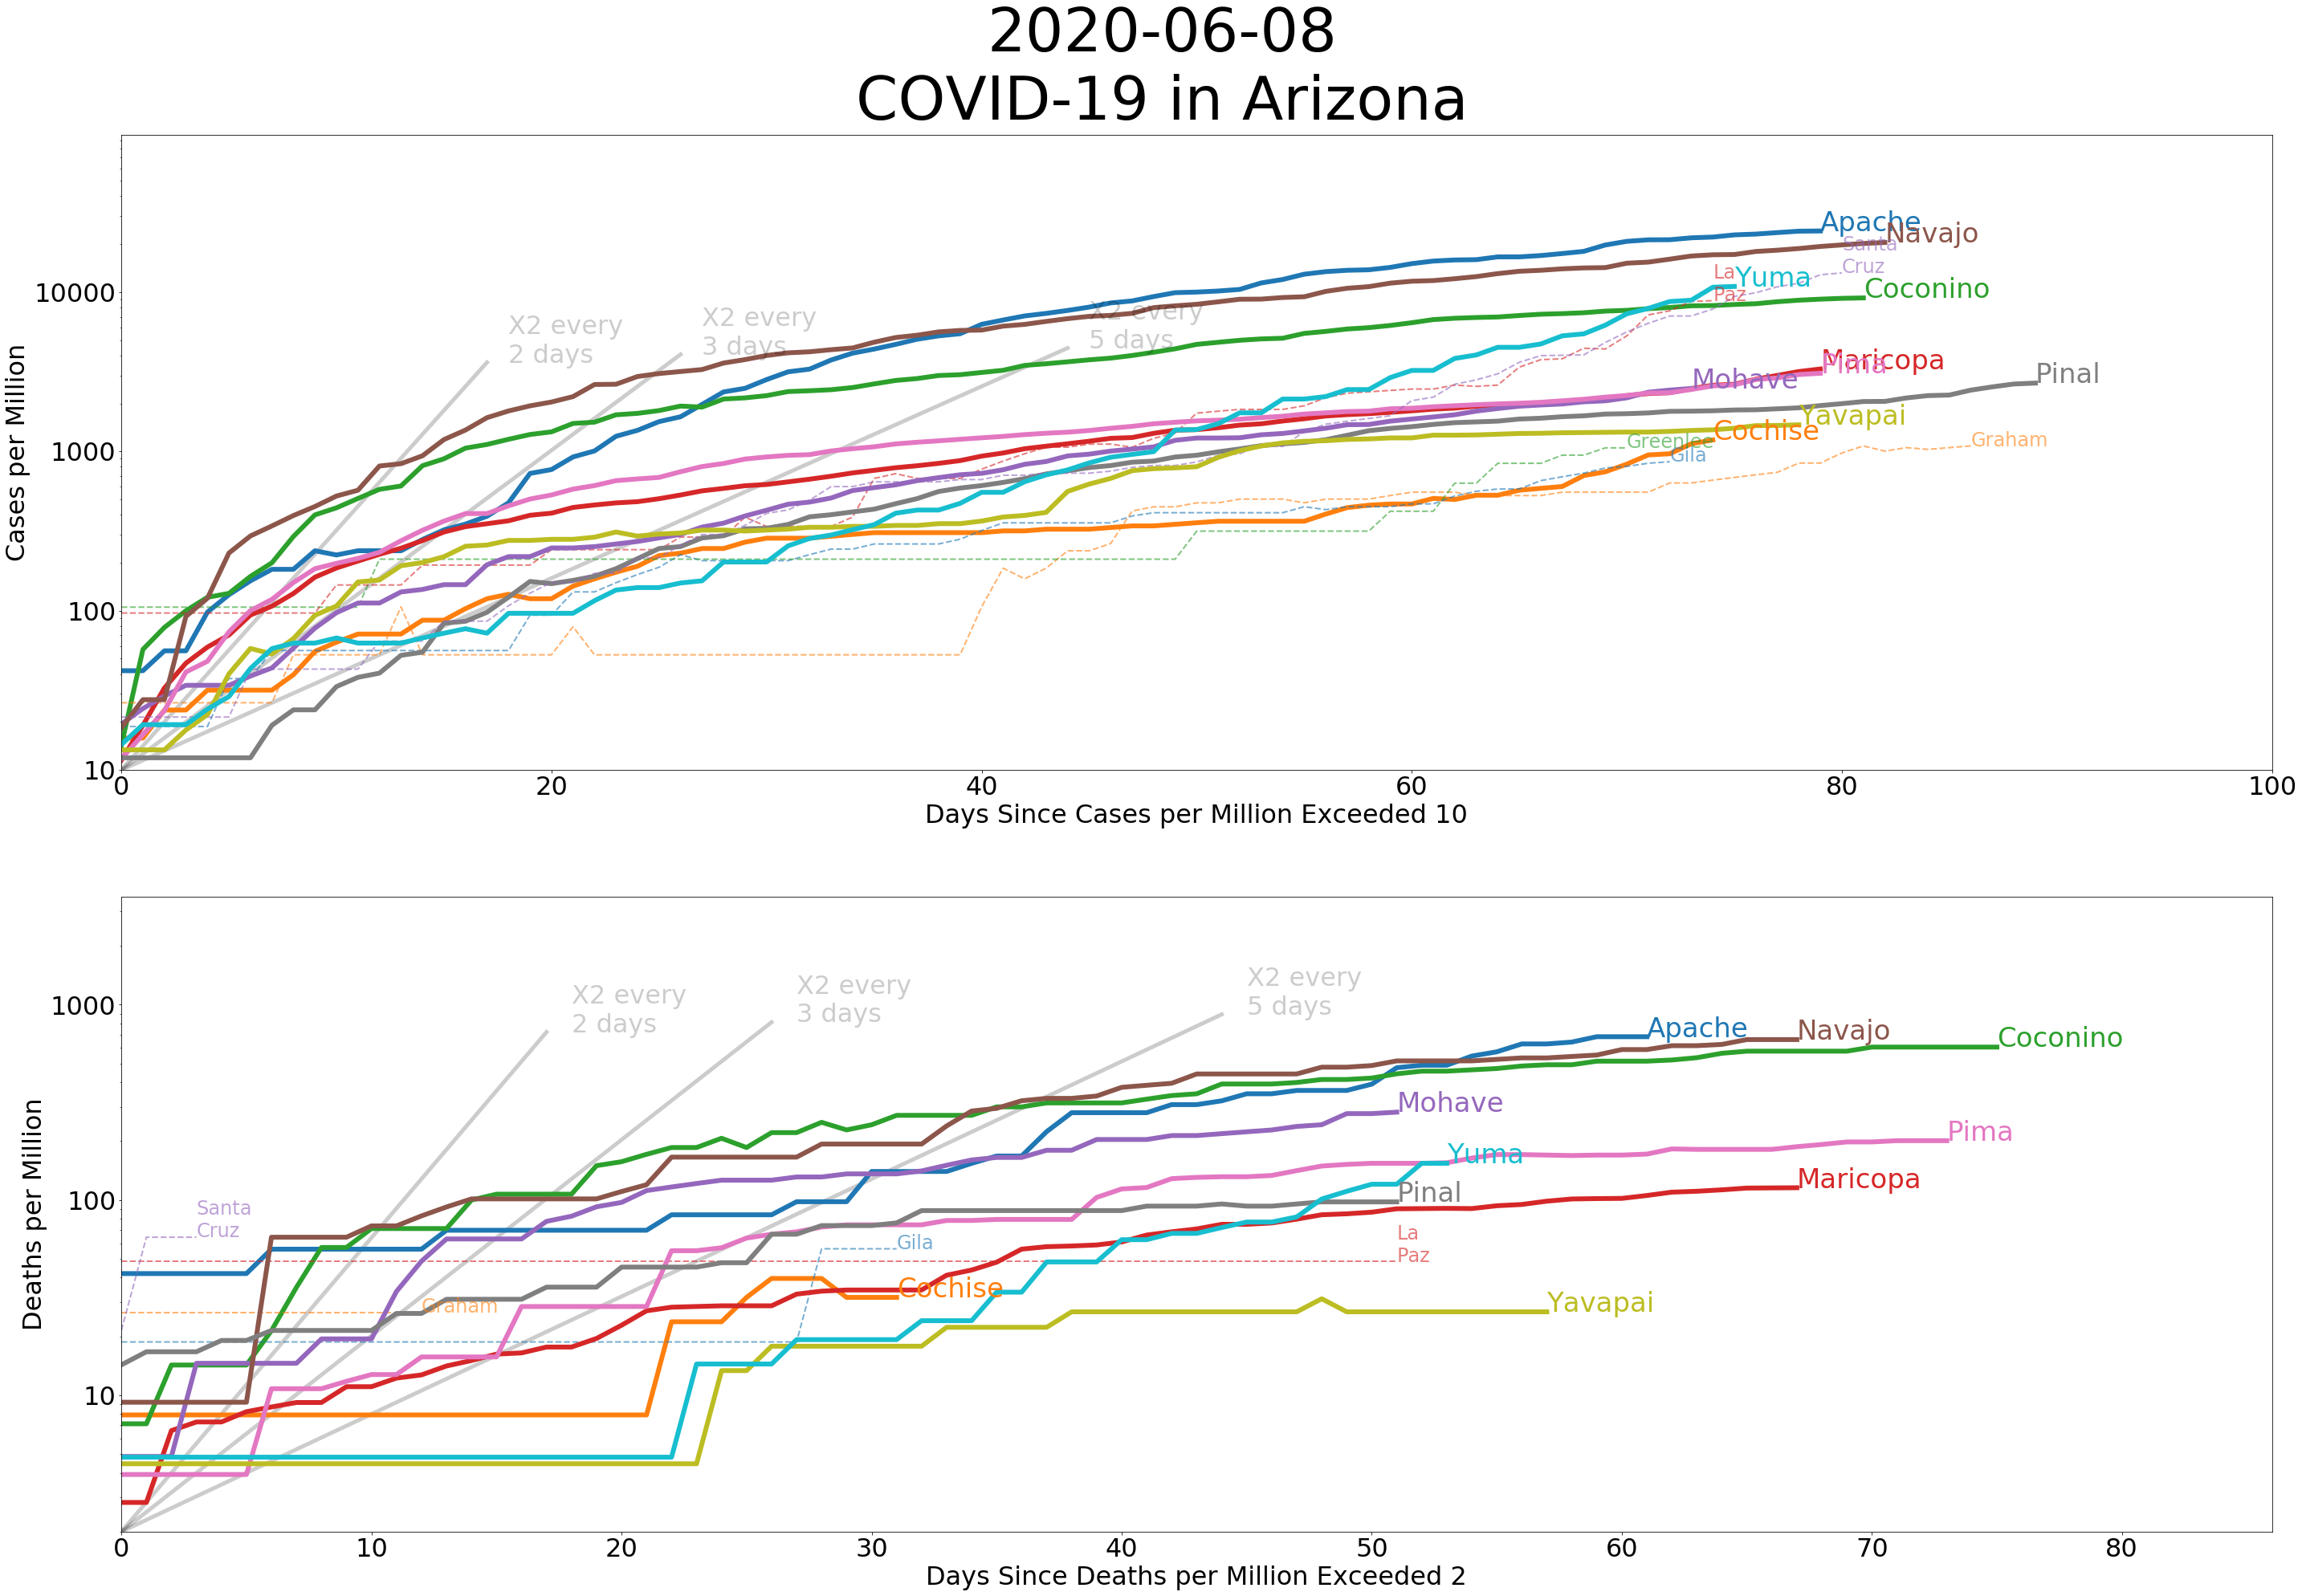 2020-06-08
COVID-19 in Arizona
Cases per Million
10000
1000
100
10
X2 every
2 days
X2 every
3 days
X2 every
5 days
Apache
Navajo
Santa
Cruz
La
Paz
Yuma
Coconino
Maricopa
Pima
Mohave
Pinal
Yavapai
Cochise
Greenlee
Graham
Gila
0
20
40
60
80
100
Days Since Cases per Million Exceeded 10
Deaths per Million
1000
100
10
X2 every
2 days
X2 every
3 days
X2 every
5 days
Apache
Navajo
Coconino
Mohave
Pima
Yuma
Maricopa
Pinal
Santa
Cruz
La
Paz
Gila
Cochise
Graham
Yavapai
0
10
20
30
40
50
60
70
80
Days Since Deaths per Million Exceeded 2